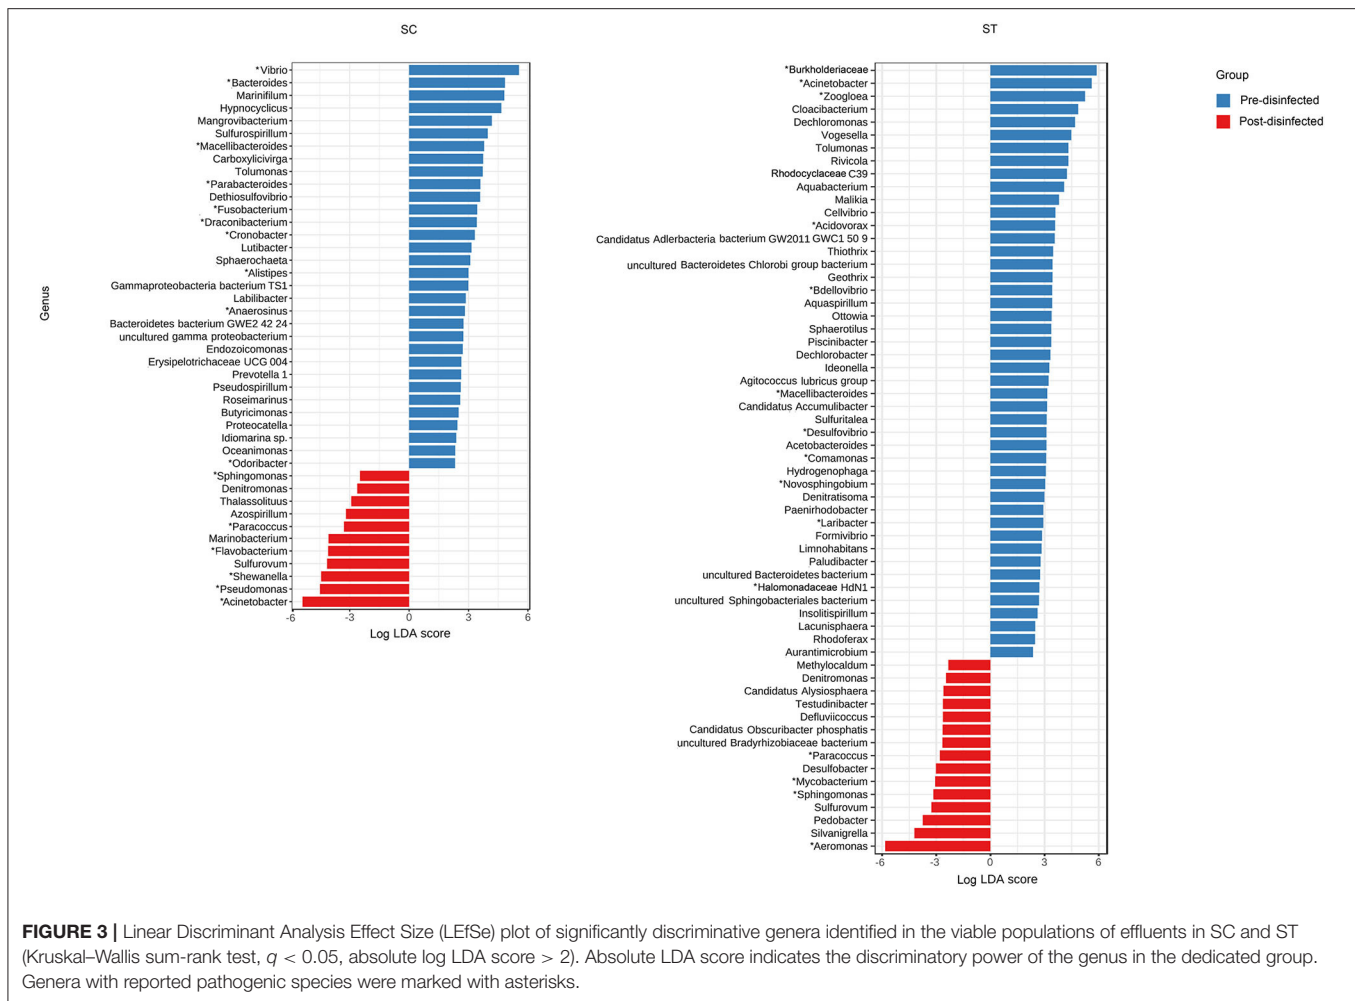 SC
Genus
*Vibrio
*Bacteroides
Marinifilum
Hypnocyclicus
Mangrovibacterium
Sulfurospirillum
*Macellibacteroides
Carboxylicivirga
Tolumonas
*Parabacteroides
Dethiosulfovibrio
*Fusobacterium
*Draconibacterium
*Cronobacter
Lutibacter
Sphaerochaeta
*Alistipes
Gammaproteobacteria bacterium TS1
Labilibacter
*Anaerosinus
Bacteroidetes bacterium GWE2 42 24
uncultured gamma proteobacterium
Endozoicomonas
Erysipelotrichaceae UCG 004
Prevotella 1
Pseudospirillum
Roseimarinus
Butyricimonas
Proteocatella
Idiomarina sp.
Oceanimonas
*Odoribacter
*Sphingomonas
Denitromonas
Thalassolituus
Azospirillum
*Paracoccus
Marinobacterium
*Flavobacterium
Sulfurovum
*Shewanella
*Pseudomonas
*Acinetobacter
-6 -3 0 3 6
Log LDA score
ST
*Burkholderiaceae
*Acinetobacter
*Zoogloea
Cloacibacterium
Dechloromonas
Vogesella
Tolumonas
Rivicola
Rhodocyclaceae C39
Aquabacterium
Malikia
Cellvibrio
*Acidovorax
Candidatus Adlerbacteria bacterium GW2011 GWC1 50 9
Thiothrix
uncultured Bacteroidetes Chlorobi group bacterium
Geothrix
*Bdellovibrio
Aquaspirillum
Ottowia
Sphaerotilus
Piscinibacter
Dechlorobacter
Ideonella
Agitococcus lubricus group
*Macellibacteroides
Candidatus Accumulibacter
Sulfuritalea
*Desulfovibrio
Acetobacteroides
*Comamonas
Hydrogenophaga
*Novosphingobium
Denitratisoma
Paenirhodobacter
*Laribacter
Formivibrio
Limnohabitans
Paludibacter
uncultured Bacteroidetes bacterium
*Halomonadaceae HdN1
uncultured Sphingobacteriales bacterium
Insolitispirillum
Lacunisphaera
Rhodoferax
Aurantimicrobium
Methylocaldum
Denitromonas
Candidatus Alysiosphaera
Testudinibacter
Defluviicoccus
Candidatus Obscuribacter phosphatis
uncultured Bradyrhizobiaceae bacterium
*Paracoccus
Desulfobacter
*Mycobacterium
*Sphingomonas
Sulfurovum
Pedobacter
Silvanigrella
*Aeromonas
-6 -3 0 3 6
Log LDA score
Group
Pre-disinfected
Post-disinfected
FIGURE 3 | Linear Discriminant Analysis Effect Size (LEfSe) plot of significantly discriminative genera identified in the viable populations of effluents in SC and ST
(Kruskal–Wallis sum-rank test, q < 0.05, absolute log LDA score > 2). Absolute LDA score indicates the discriminatory power of the genus in the dedicated group.
Genera with reported pathogenic species were marked with asterisks.